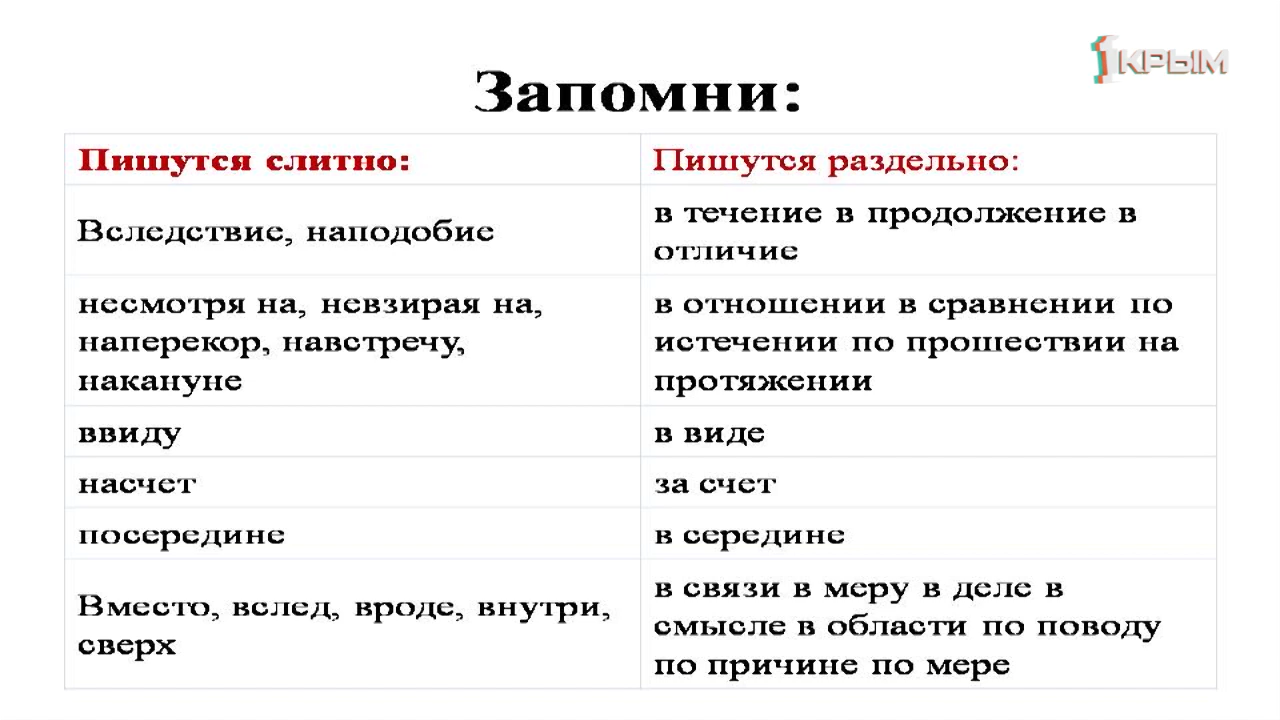 1КРЫМ
Запомни:
Пишутся слитно:
Пишутся раздельно:
Вследствие, наподобие
в течение в продолжение в
отличие
несмотря на, невзирая на,
наперекор, навстречу,
накануне
в отношении в сравнении по
истечении по прошествии на
протяжении
ввиду
в виде
насчет
за счет
посередине
в середине
Вместо, вслед, вроде, внутри,
сверх
в связи в меру в деле в
смысле в области по поводу
по причине по мере